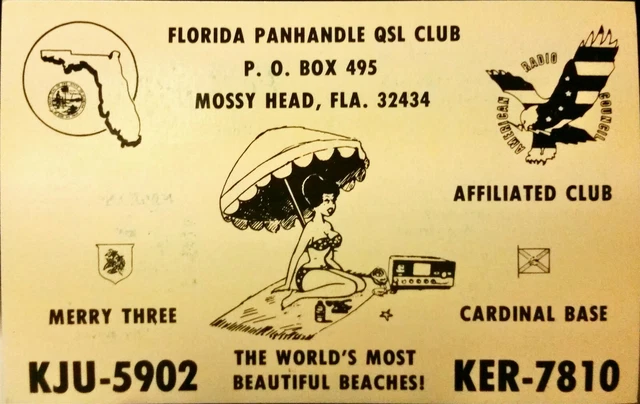 FLORIDA PANHANDLE QSL CLUB
P. O. BOX 495
MOSSY HEAD, FLA. 32434
AMERICAN RADIO COUNCIL
AFFILIATED CLUB
MERRY THREE
CARDINAL BASE
KJU-5902
THE WORLD'S MOST
BEAUTIFUL BEACHES!
KER-7810